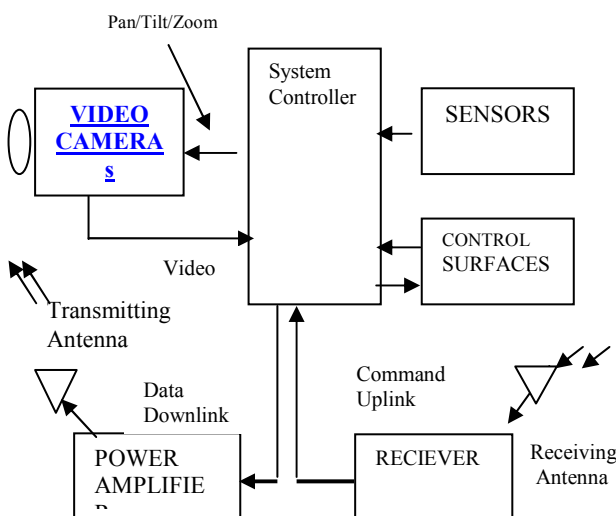 Pan/Tilt/Zoom
System
Controller
VIDEO
CAMERA
s
SENSORS
CONTROL
SURFACES
Video
Transmitting
Antenna
Data
Downlink
Command
Uplink
POWER
AMPLIFIE
RECIEVER
Receiving
Antenna